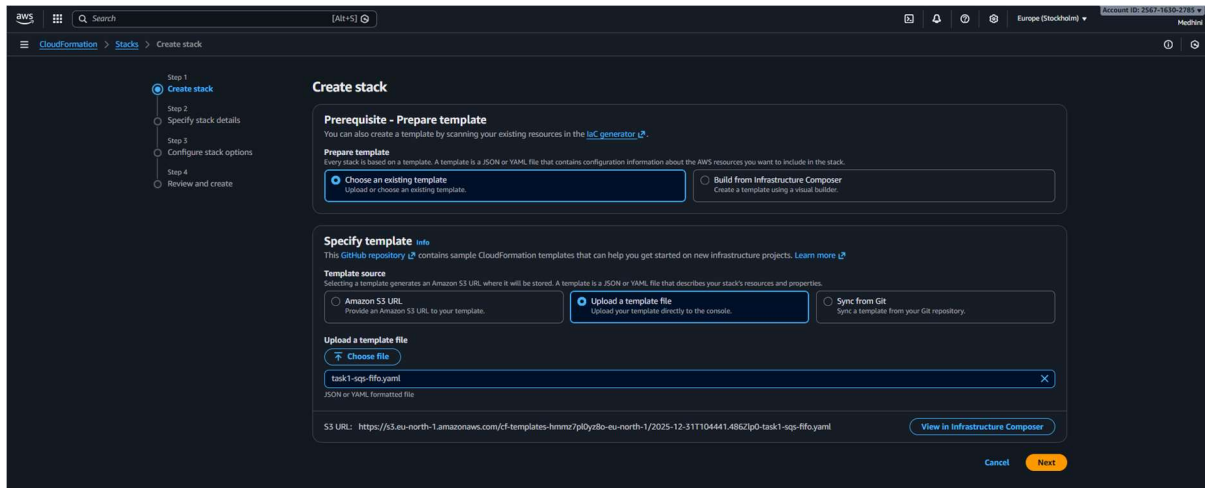 aws
Search
[Alt+S]
Europe (Stockholm)
Account ID: 2567-1630-2785
Medhini
CloudFormation > Stacks > Create stack
Step 1
Create stack
Step 2
Specify stack details
Step 3
Configure stack options
Step 4
Review and create
Create stack
Prerequisite - Prepare template
You can also create a template by scanning your existing resources in the IaC generator.
Prepare template
Every stack is based on a template. A template is a JSON or YAML file that contains configuration information about the AWS resources you want to include in the stack.
Choose an existing template
Upload or choose an existing template.
Build from Infrastructure Composer
Create a template using a visual builder.
Specify template Info
This GitHub repository contains sample CloudFormation templates that can help you get started on new infrastructure projects. Learn more
Template source
Selecting a template generates an Amazon S3 URL where it will be stored. A template is a JSON or YAML file that describes your stack's resources and properties.
Amazon S3 URL
Provide an Amazon S3 URL to your template.
Upload a template file
Upload your template directly to the console.
Sync from Git
Sync a template from your Git repository.
Upload a template file
Choose file
task1-sqs-fifo.yaml
JSON or YAML formatted file
S3 URL: https://s3.eu-north-1.amazonaws.com/cf-templates-hmmz7pl0yz8o-eu-north-1/2025-12-31T104441.486Zlp0-task1-sqs-fifo.yaml
View in Infrastructure Composer
Cancel
Next